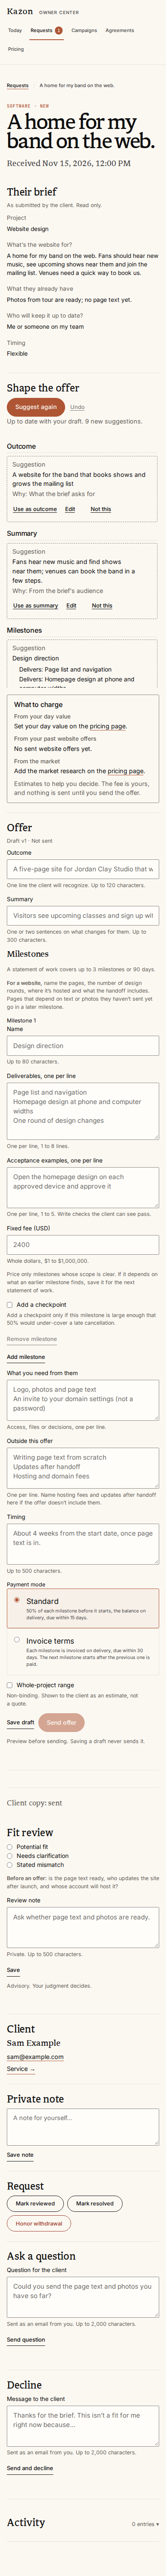 Kazon OWNER CENTER
Today Requests 1 Campaigns Agreements
Pricing
Requests A home for my band on the web.
SOFTWARE · NEW
A home for my
band on the web.
Received Nov 15, 2026, 12:00 PM
Their brief
As submitted by the client. Read only.
Project
Website design
What's the website for?
A home for my band on the web. Fans should hear new
music, see upcoming shows near them and join the
mailing list. Venues need a quick way to book us.
What they already have
Photos from tour are ready; no page text yet.
Who will keep it up to date?
Me or someone on my team
Timing
Flexible
Shape the offer
Suggest again Undo
Up to date with your draft. 9 new suggestions.
Outcome
Suggestion
A website for the band that books shows and
grows the mailing list
Why: What the brief asks for
Use as outcome Edit Not this
Summary
Suggestion
Fans hear new music and find shows
near them; venues can book the band in a
few steps.
Why: From the brief's audience
Use as summary Edit Not this
Milestones
Suggestion
Design direction
Delivers: Page list and navigation
Delivers: Homepage design at phone and
What to charge
From your day value
Set your day value on the pricing page.
From your past website offers
No sent website offers yet.
From the market
Add the market research on the pricing page.
Estimates to help you decide. The fee is yours,
and nothing is sent until you send the offer.
Offer
Draft v1 · Not sent
Outcome
A five-page site for Jordan Clay Studio that w
One line the client will recognize. Up to 120 characters.
Summary
Visitors see upcoming classes and sign up wit
One or two sentences on what changes for them. Up to
300 characters.
Milestones
A statement of work covers up to 3 milestones or 90 days.
For a website, name the pages, the number of design
rounds, where it's hosted and what the handoff includes.
Pages that depend on text or photos they haven't sent yet
go in a later milestone.
Milestone 1
Name
Design direction
Up to 80 characters.
Deliverables, one per line
Page list and navigation
Homepage design at phone and computer
widths
One round of design changes
One per line, 1 to 8 lines.
Acceptance examples, one per line
Open the homepage design on each
approved device and approve it
One per line, 1 to 5. Write checks the client can see pass.
Fixed fee (USD)
2400
Whole dollars, $1 to $1,000,000.
Price only milestones whose scope is clear. If it depends on
what an earlier milestone finds, save it for the next
statement of work.
Add a checkpoint
Add a checkpoint only if this milestone is large enough that
50% would under-cover a late cancellation.
Remove milestone
Add milestone
What you need from them
Logo, photos and page text
An invite to your domain settings (not a
password)
Access, files or decisions, one per line.
Outside this offer
Writing page text from scratch
Updates after handoff
Hosting and domain fees
One per line. Name hosting fees and updates after handoff
here if the offer doesn't include them.
Timing
About 4 weeks from the start date, once page
text is in.
Up to 500 characters.
Payment mode
Standard
50% of each milestone before it starts, the balance on
delivery, due within 15 days.
Invoice terms
Each milestone is invoiced on delivery, due within 30
days. The next milestone starts after the previous one is
paid.
Whole-project range
Non-binding. Shown to the client as an estimate, not
a quote.
Save draft Send offer
Preview before sending. Saving a draft never sends it.
Client copy: sent
Fit review
Potential fit
Needs clarification
Stated mismatch
Before an offer: is the page text ready, who updates the site
after launch, and whose account will host it?
Review note
Ask whether page text and photos are ready.
Private. Up to 500 characters.
Save
Advisory. Your judgment decides.
Client
Sam Example
sam@example.com
Service →
Private note
A note for yourself...
Save note
Request
Mark reviewed Mark resolved
Honor withdrawal
Ask a question
Question for the client
Could you send the page text and photos you
have so far?
Sent as an email from you. Up to 2,000 characters.
Send question
Decline
Message to the client
Thanks for the brief. This isn't a fit for me
right now because...
Sent as an email from you. Up to 2,000 characters.
Send and decline
Activity 0 entries ▾